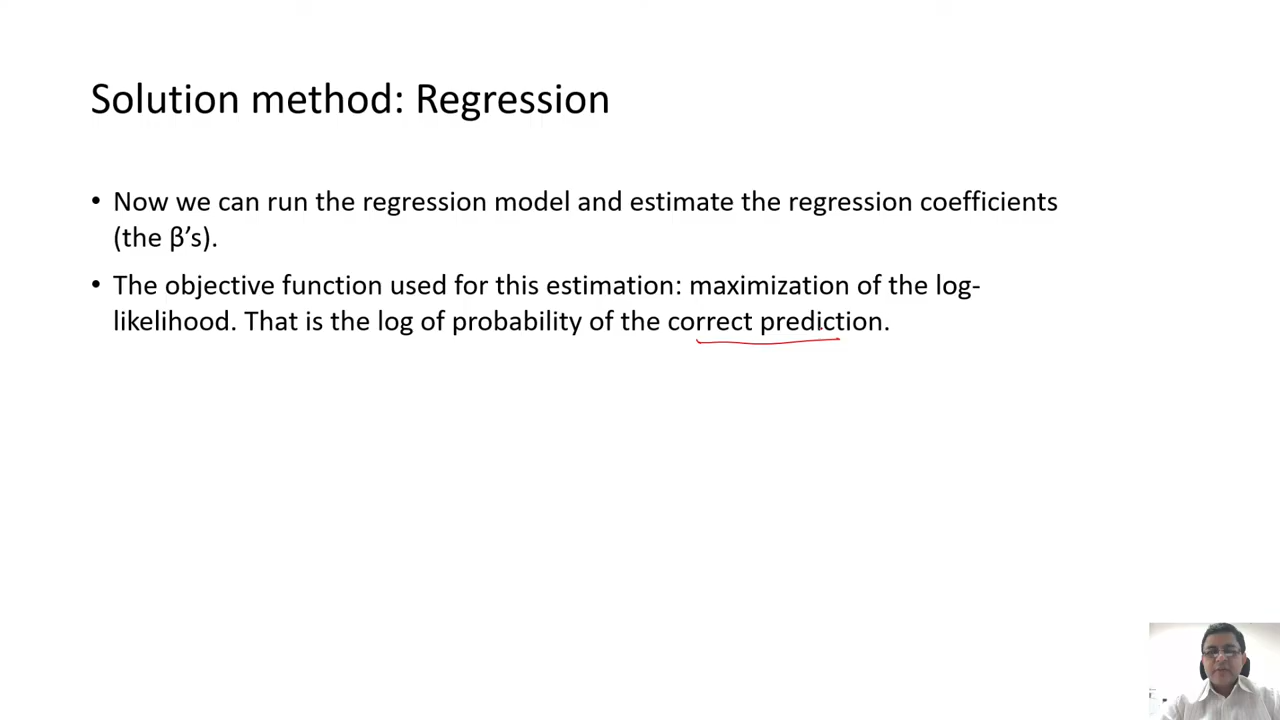 Solution method: Regression
• Now we can run the regression model and estimate the regression coefficients
(the β’s).
• The objective function used for this estimation: maximization of the log-
likelihood. That is the log of probability of the correct prediction.